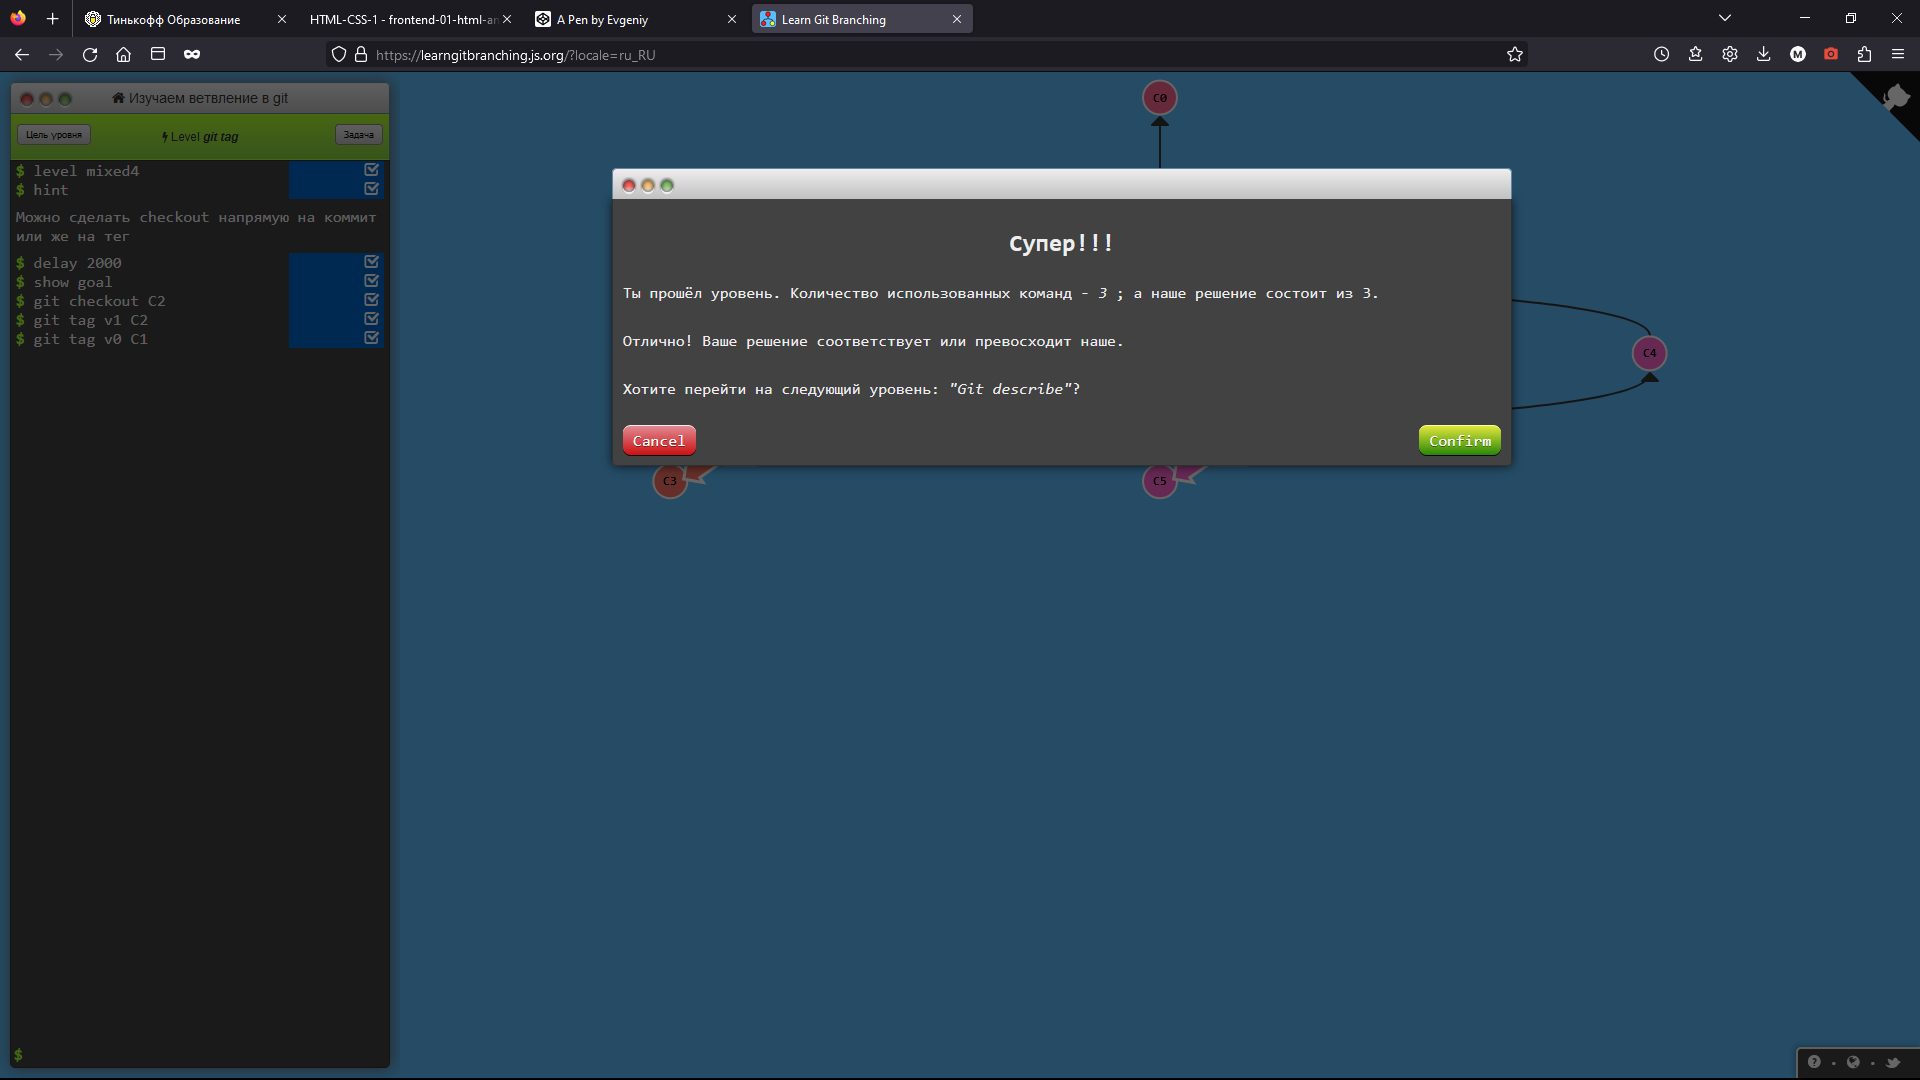 Тинькофф Образование
HTML-CSS-1 - frontend-01-html-an
A Pen by Evgeniy
Learn Git Branching
https://learngitbranching.js.org/?locale=ru_RU
M
Изучаем ветвление в git
Цель уровня
Level git tag
Задача
$ level mixed4
$ hint
Можно сделать checkout напрямую на коммит
или же на тег
$ delay 2000
$ show goal
$ git checkout C2
$ git tag v1 C2
$ git tag v0 C1
$
C0
Супер!!!
Ты прошёл уровень. Количество использованных команд - 3 ; а наше решение состоит из 3.
Отлично! Ваше решение соответствует или превосходит наше.
Хотите перейти на следующий уровень: "Git describe"?
Cancel
Confirm
C4
C3
C5